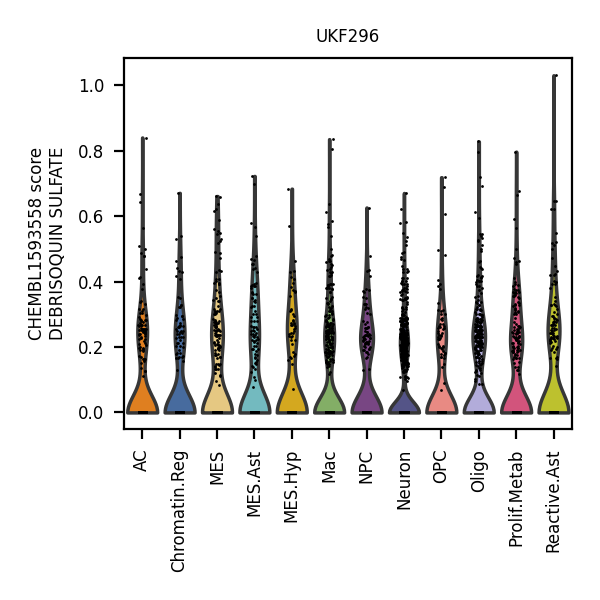 UKF296
CHEMBL1593558 score
DEBRISOQUIN SULFATE
1.0
0.8
0.6
0.4
0.2
0.0
AC
Chromatin.Reg
MES
MES.Ast
MES.Hyp
Mac
NPC
Neuron
OPC
Oligo
Prolif.Metab
Reactive.Ast